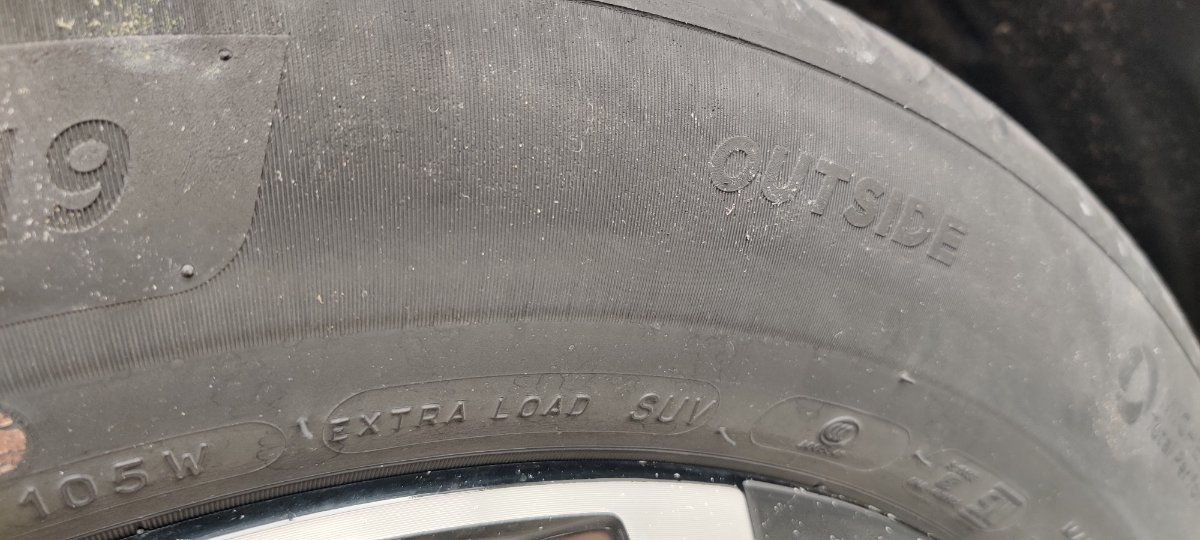 19
OUTSIDE
EXTRA LOAD SUV
105W